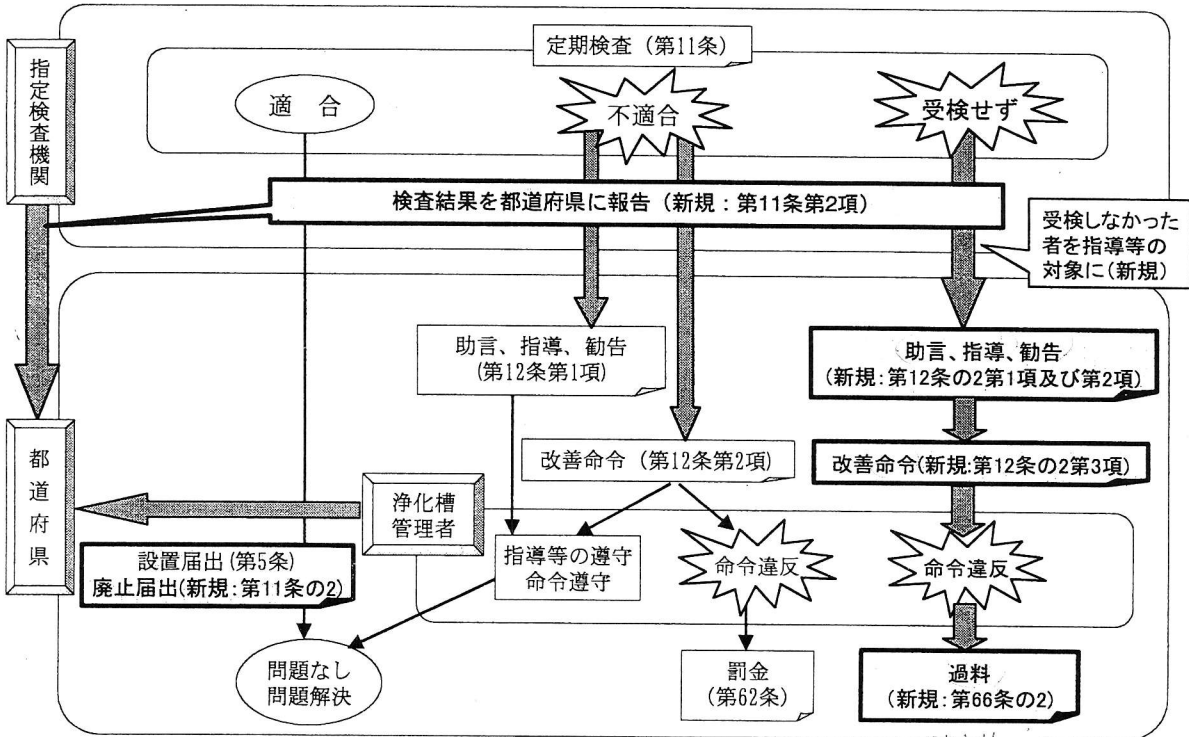 定期検査（第11条）
指定検査機関
適　合
不適合
受検せず
検査結果を都道府県に報告（新規：第11条第2項）
受検しなかった
者を指導等の
対象に(新規)
助言、指導、勧告
(第12条第1項)
助言、指導、勧告
(新規：第12条の2第1項及び第2項)
改善命令（第12条第2項）
改善命令(新規：第12条の2第3項)
都道府県
浄化槽
管理者
設置届出(第5条)
廃止届出(新規：第11条の2)
指導等の遵守
命令遵守
命令違反
命令違反
問題なし
問題解決
罰金
(第62条)
過料
(新規：第66条の2)